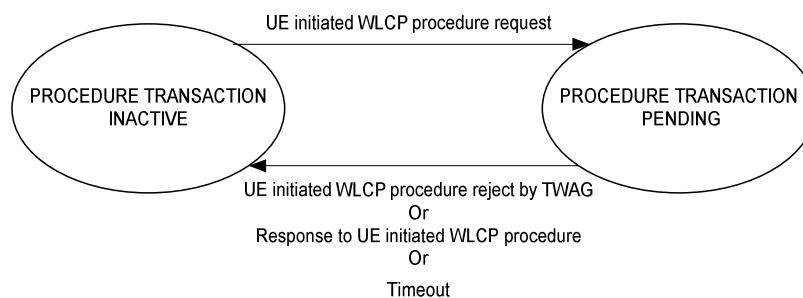 UE initiated WLCP procedure request
PROCEDURE TRANSACTION
INACTIVE
PROCEDURE TRANSACTION
PENDING
UE initiated WLCP procedure reject by TWAG
Or
Response to UE initiated WLCP procedure
Or
Timeout